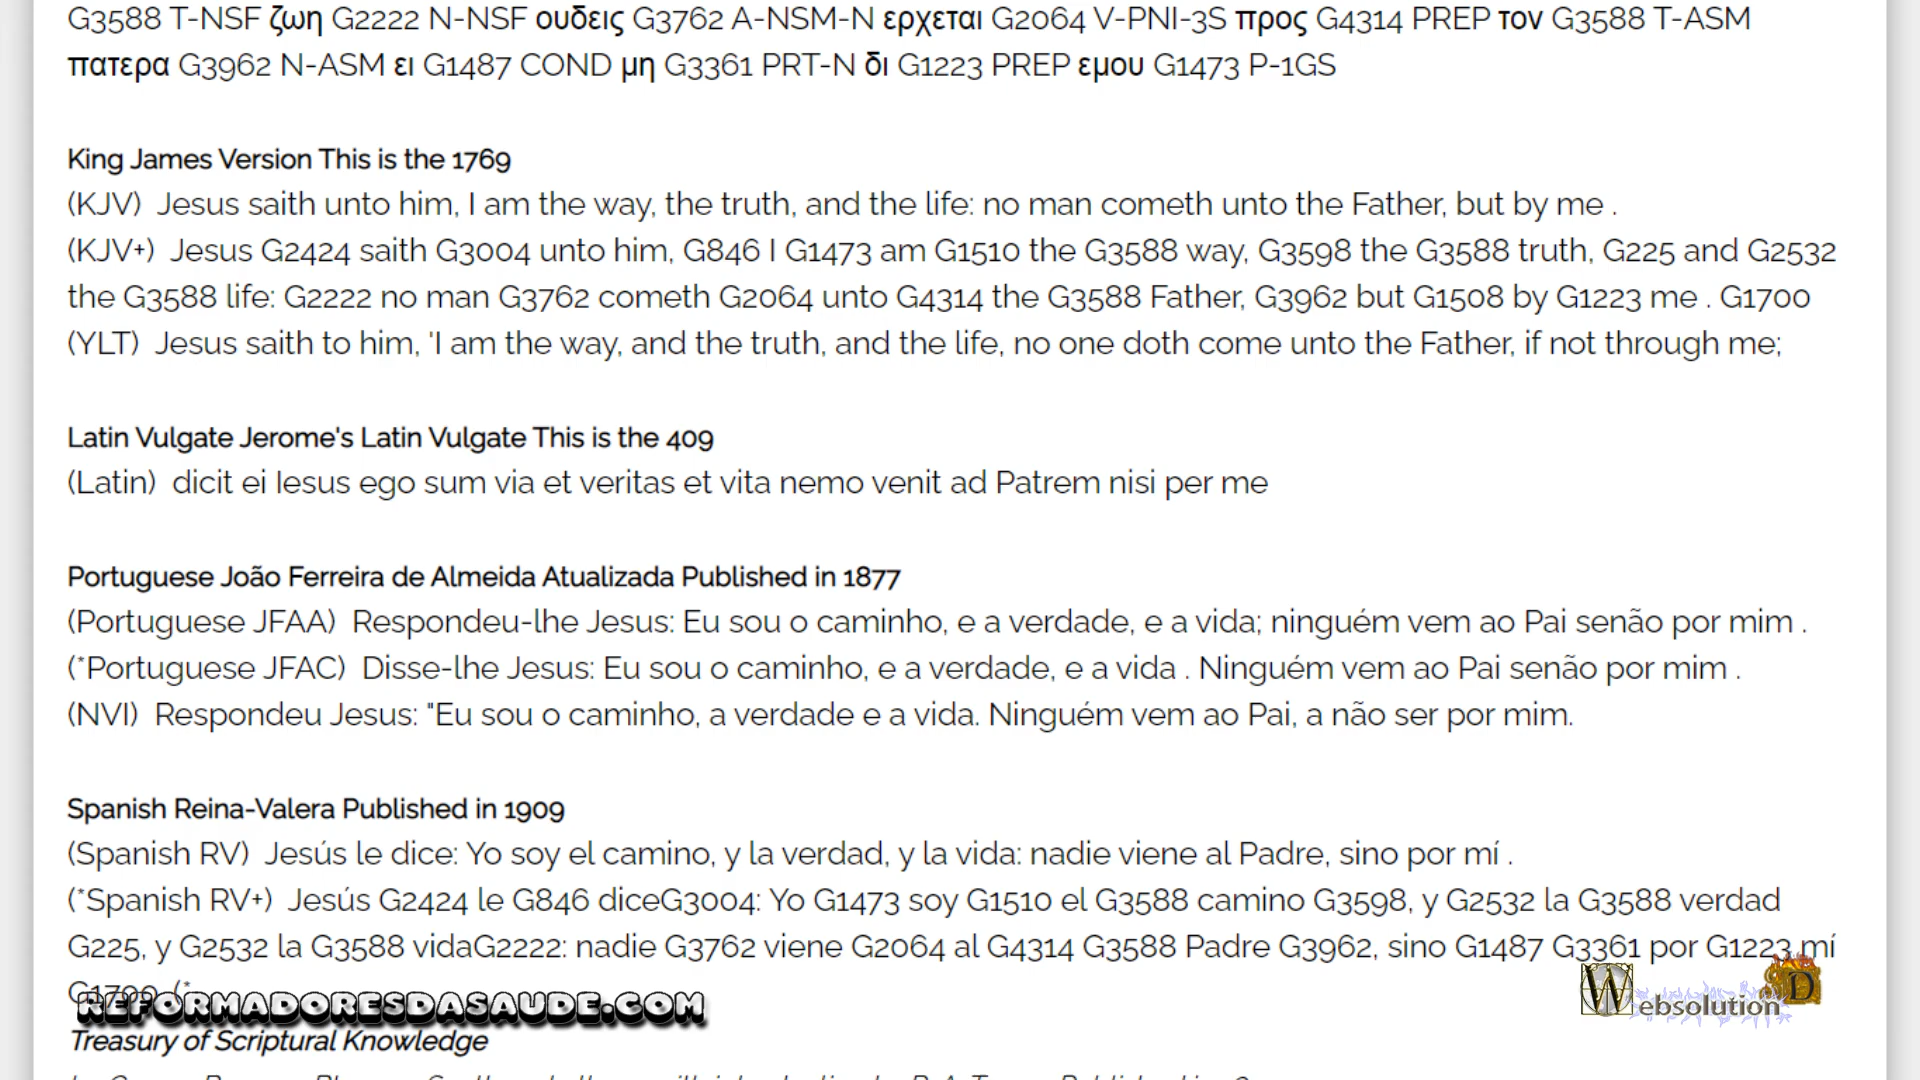 G3588 T-NSF ζωη G2222 N-NSF ουδεις G3762 A-NSM-N ερχεται G2064 V-PNI-3S προς G4314 PREP τον G3588 T-ASM
πατερα G3962 N-ASM ει G1487 COND μη G3361 PRT-N δι G1223 PREP εμου G1473 P-1GS
King James Version This is the 1769
(KJV) Jesus saith unto him, I am the way, the truth, and the life: no man cometh unto the Father, but by me .
(KJV+) Jesus G2424 saith G3004 unto him, G846 I G1473 am G1510 the G3588 way, G3598 the G3588 truth, G225 and G2532
the G3588 life: G2222 no man G3762 cometh G2064 unto G4314 the G3588 Father, G3962 but G1508 by G1223 me . G1700
(YLT) Jesus saith to him, 'I am the way, and the truth, and the life, no one doth come unto the Father, if not through me;
Latin Vulgate Jerome's Latin Vulgate This is the 409
(Latin) dicit ei Iesus ego sum via et veritas et vita nemo venit ad Patrem nisi per me
Portuguese João Ferreira de Almeida Atualizada Published in 1877
(Portuguese JFAA) Respondeu-lhe Jesus: Eu sou o caminho, e a verdade, e a vida; ninguém vem ao Pai senão por mim .
(*Portuguese JFAC) Disse-lhe Jesus: Eu sou o caminho, e a verdade, e a vida . Ninguém vem ao Pai senão por mim .
(NVI) Respondeu Jesus: "Eu sou o caminho, a verdade e a vida. Ninguém vem ao Pai, a não ser por mim.
Spanish Reina-Valera Published in 1909
(Spanish RV) Jesús le dice: Yo soy el camino, y la verdad, y la vida: nadie viene al Padre, sino por mí .
(*Spanish RV+) Jesús G2424 le G846 diceG3004: Yo G1473 soy G1510 el G3588 camino G3598, y G2532 la G3588 verdad
G225, y G2532 la G3588 vidaG2222: nadie G3762 viene G2064 al G4314 G3588 Padre G3962, sino G1487 G3361 por G1223 mí
G1700 (*
REFORMADORESDASAUDE.COM
Websolution D
Treasury of Scriptural Knowledge